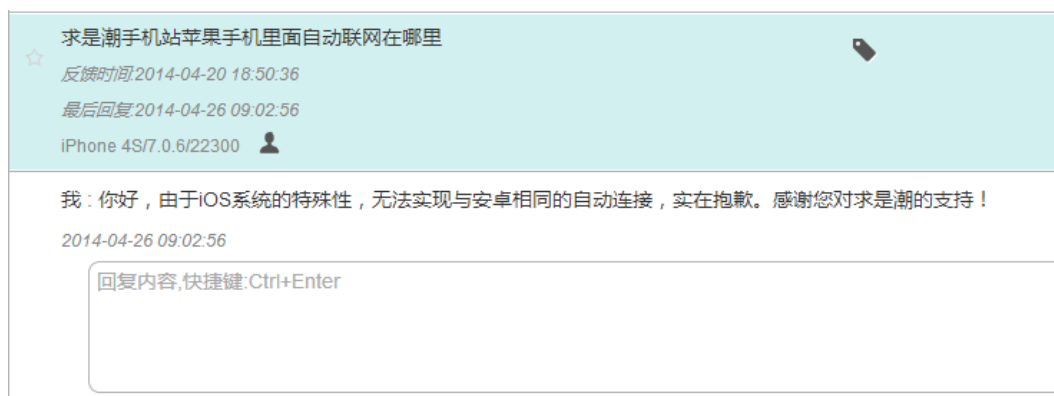 求是潮手机站苹果手机里面自动联网在哪里
反馈时间:2014-04-20 18:50:36
最后回复:2014-04-26 09:02:56
iPhone 4S/7.0.6/22300
我 : 你好，由于iOS系统的特殊性，无法实现与安卓相同的自动连接，实在抱歉。感谢您对求是潮的支持！
2014-04-26 09:02:56
回复内容,快捷键:Ctrl+Enter